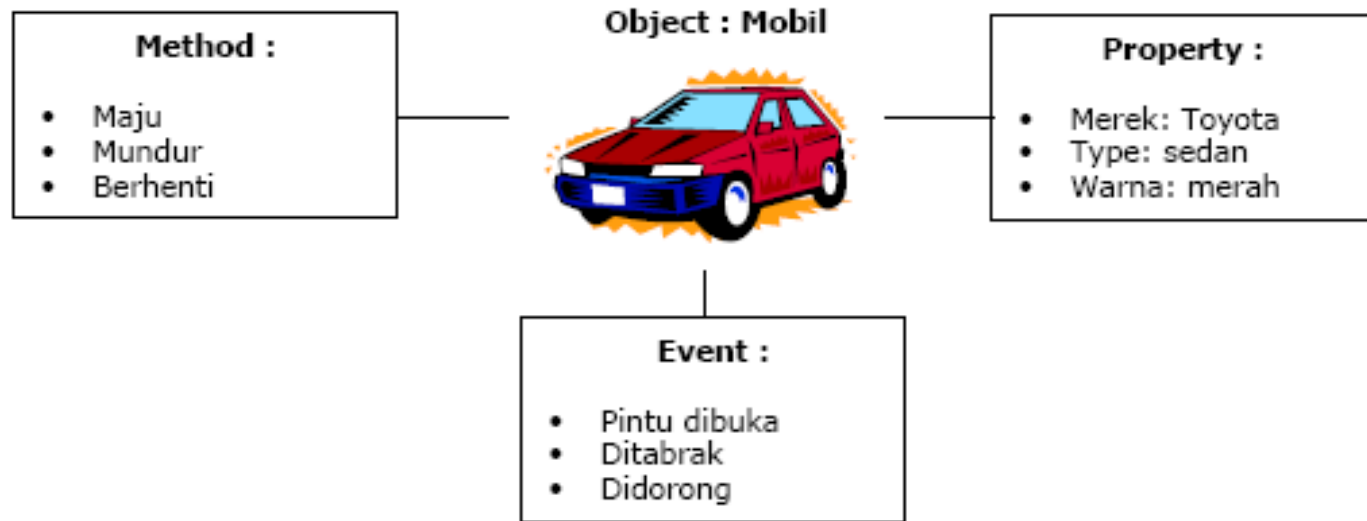 Object : Mobil
Method :
• Maju
• Mundur
• Berhenti
Property :
• Merek: Toyota
• Type: sedan
• Warna: merah
Event :
• Pintu dibuka
• Ditabrak
• Didorong